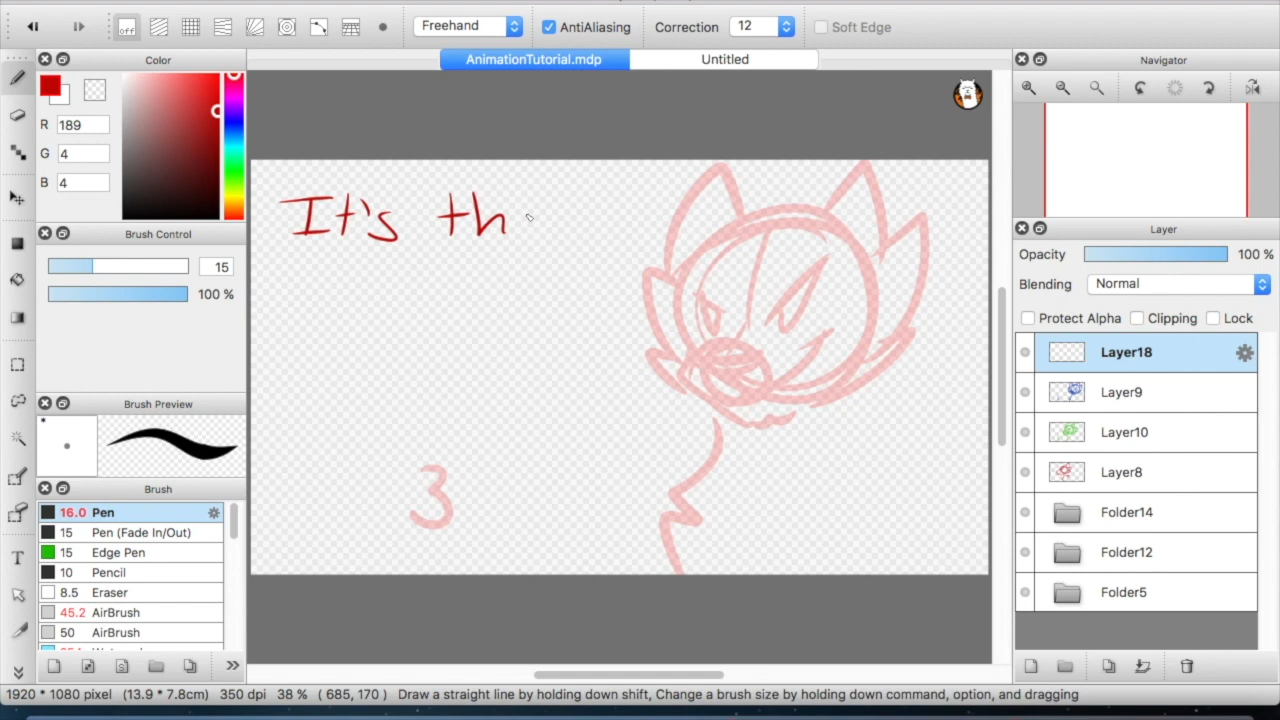 Freehand
AntiAliasing
Correction
12
Soft Edge
off
Color
AnimationTutorial.mdp
Untitled
Navigator
R
189
G
4
B
4
Brush Control
15
100 %
Brush Preview
*
Brush
16.0 Pen
15 Pen (Fade In/Out)
15 Edge Pen
10 Pencil
8.5 Eraser
45.2 AirBrush
50 AirBrush
It's th
3
Layer
Opacity
100 %
Blending
Normal
Protect Alpha
Clipping
Lock
Layer18
Layer9
Layer10
Layer8
Folder14
Folder12
Folder5
1920 * 1080 pixel (13.9 * 7.8cm) 350 dpi 38 % ( 685, 170 ) Draw a straight line by holding down shift, Change a brush size by holding down command, option, and dragging